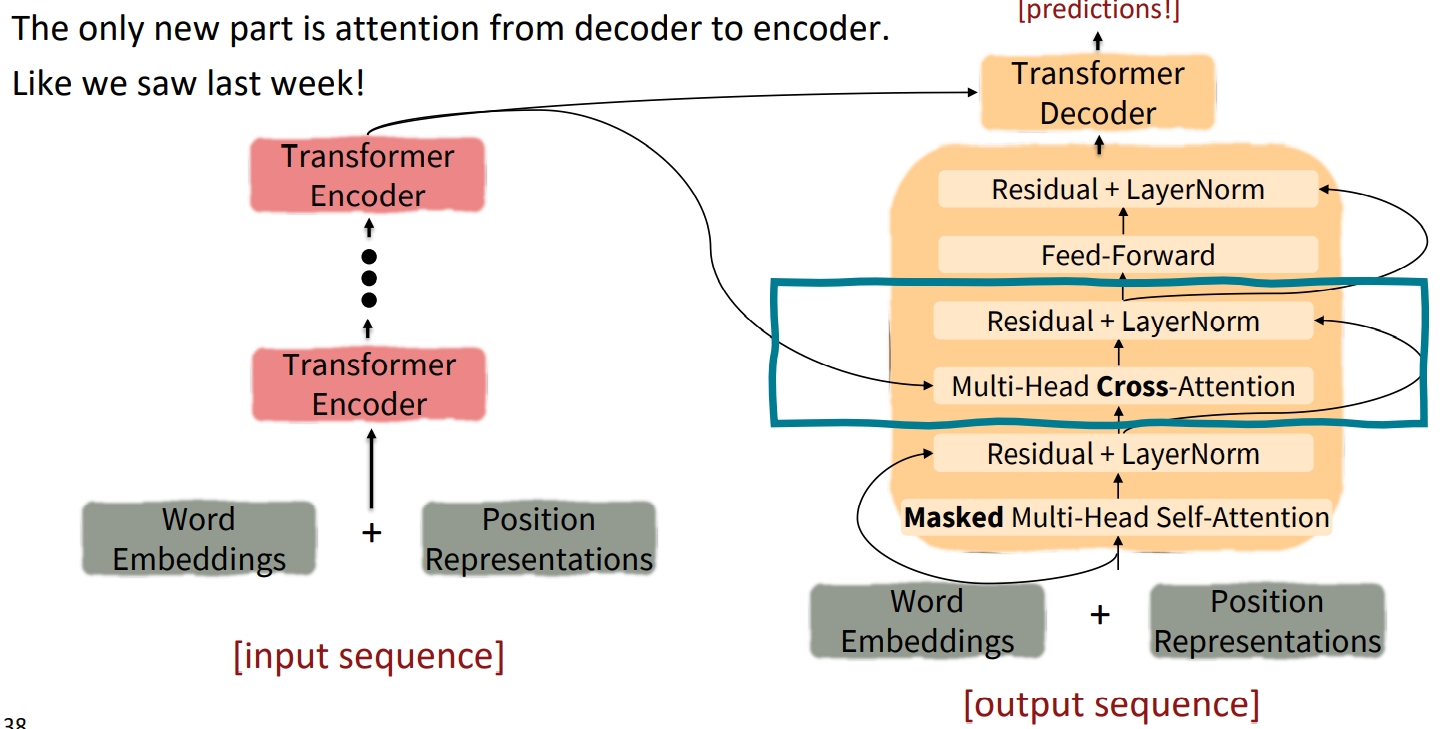 The only new part is attention from decoder to encoder.
Like we saw last week!
[predictions!]
Transformer
Decoder
Residual + LayerNorm
Feed-Forward
Residual + LayerNorm
Multi-Head Cross-Attention
Residual + LayerNorm
Masked Multi-Head Self-Attention
Word
Embeddings
+
Position
Representations
[output sequence]
Transformer
Encoder
Transformer
Encoder
Word
Embeddings
+
Position
Representations
[input sequence]
38